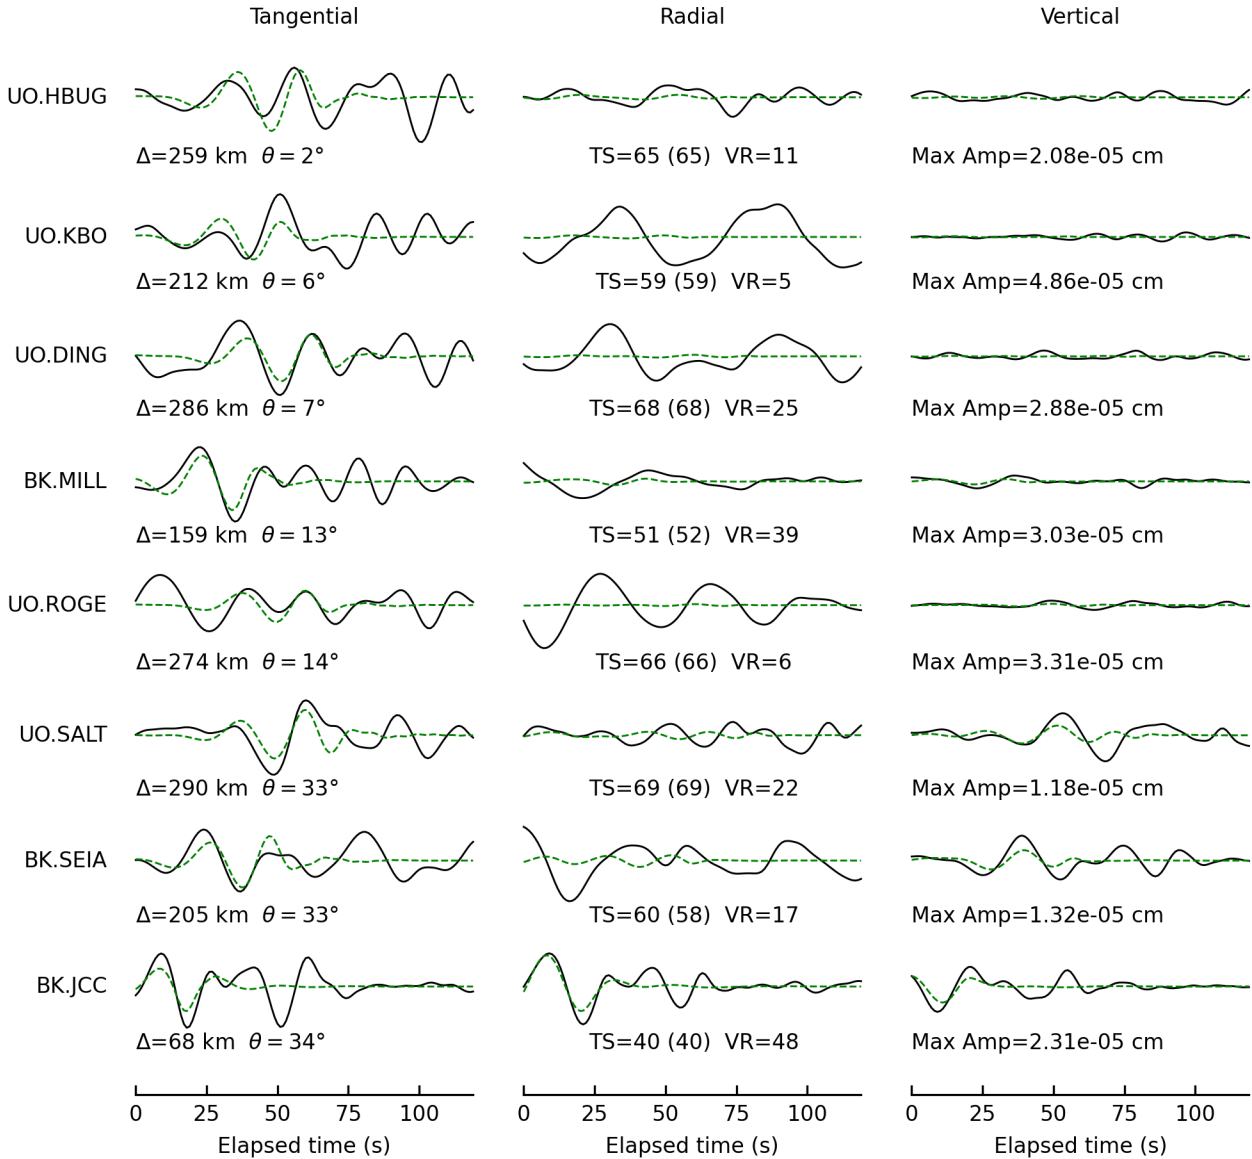 Tangential Radial Vertical
UO.HBUG
Δ=259 km θ = 2° TS=65 (65) VR=11 Max Amp=2.08e-05 cm
UO.KBO
Δ=212 km θ = 6° TS=59 (59) VR=5 Max Amp=4.86e-05 cm
UO.DING
Δ=286 km θ = 7° TS=68 (68) VR=25 Max Amp=2.88e-05 cm
BK.MILL
Δ=159 km θ = 13° TS=51 (52) VR=39 Max Amp=3.03e-05 cm
UO.ROGE
Δ=274 km θ = 14° TS=66 (66) VR=6 Max Amp=3.31e-05 cm
UO.SALT
Δ=290 km θ = 33° TS=69 (69) VR=22 Max Amp=1.18e-05 cm
BK.SEIA
Δ=205 km θ = 33° TS=60 (58) VR=17 Max Amp=1.32e-05 cm
BK.JCC
Δ=68 km θ = 34° TS=40 (40) VR=48 Max Amp=2.31e-05 cm
0 25 50 75 100 0 25 50 75 100 0 25 50 75 100
Elapsed time (s) Elapsed time (s) Elapsed time (s)